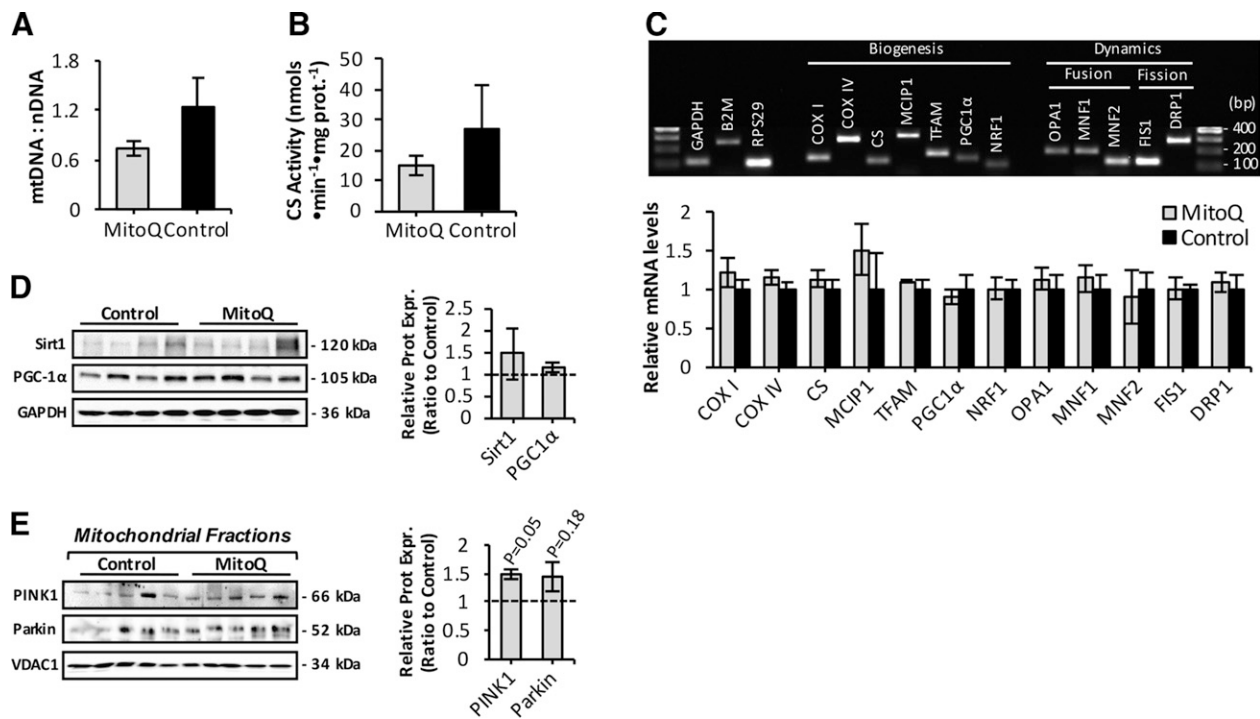 A
mtDNA : nDNA
1.8
1.2
0.6
0
MitoQ Control
B
CS Activity (nmols
•min⁻¹•mg prot.⁻¹)
50
40
30
20
10
0
MitoQ Control
C
Biogenesis
Dynamics
Fusion
Fission
GAPDH
B2M
RPS29
COX I
COX IV
CS
MCIP1
TFAM
PGC1α
NRF1
OPA1
MNF1
MNF2
FIS1
DRP1
(bp)
- 400
- 200
- 100
Relative mRNA levels
2
1.5
1
0.5
0
MitoQ
Control
COX I
COX IV
CS
MCIP1
TFAM
PGC1α
NRF1
OPA1
MNF1
MNF2
FIS1
DRP1
D
Control MitoQ
Sirt1 - 120 kDa
PGC-1α - 105 kDa
GAPDH - 36 kDa
Relative Prot Expr.
(Ratio to Control)
2.5
2
1.5
1
0.5
0
Sirt1
PGC1α
E
Mitochondrial Fractions
Control MitoQ
PINK1 - 66 kDa
Parkin - 52 kDa
VDAC1 - 34 kDa
Relative Prot Expr.
(Ratio to Control)
2
1.5
1
0.5
0
P=0.05
P=0.18
PINK1
Parkin